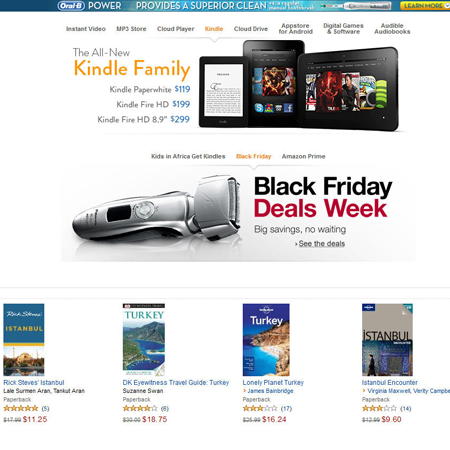 Oral-B POWER PROVIDES A SUPERIOR CLEAN LEARN MORE
Instant Video MP3 Store Cloud Player Kindle Cloud Drive Appstore for Android Digital Games & Software Audible Audiobooks
The All-New
Kindle Family
Kindle Paperwhite $119
Kindle Fire HD $199
Kindle Fire HD 8.9" $299
Kids in Africa Get Kindles Black Friday Amazon Prime
Black Friday
Deals Week
Big savings, no waiting
› See the deals
RICK STEVES' TURKEY Turkey ISTANBUL
ISTANBUL ENCOUNTER
Rick Steves' Istanbul DK Eyewitness Travel Guide: Turkey Lonely Planet Turkey Istanbul Encounter
Lale Surmen Aran, Tankut Aran Suzanne Swan › James Bainbridge › Virginia Maxwell, Verity Campbe
Paperback Paperback Paperback Paperback
(5) (6) (17) (14)
$17.99 $11.25 $30.00 $18.75 $25.99 $16.24 $12.99 $9.60